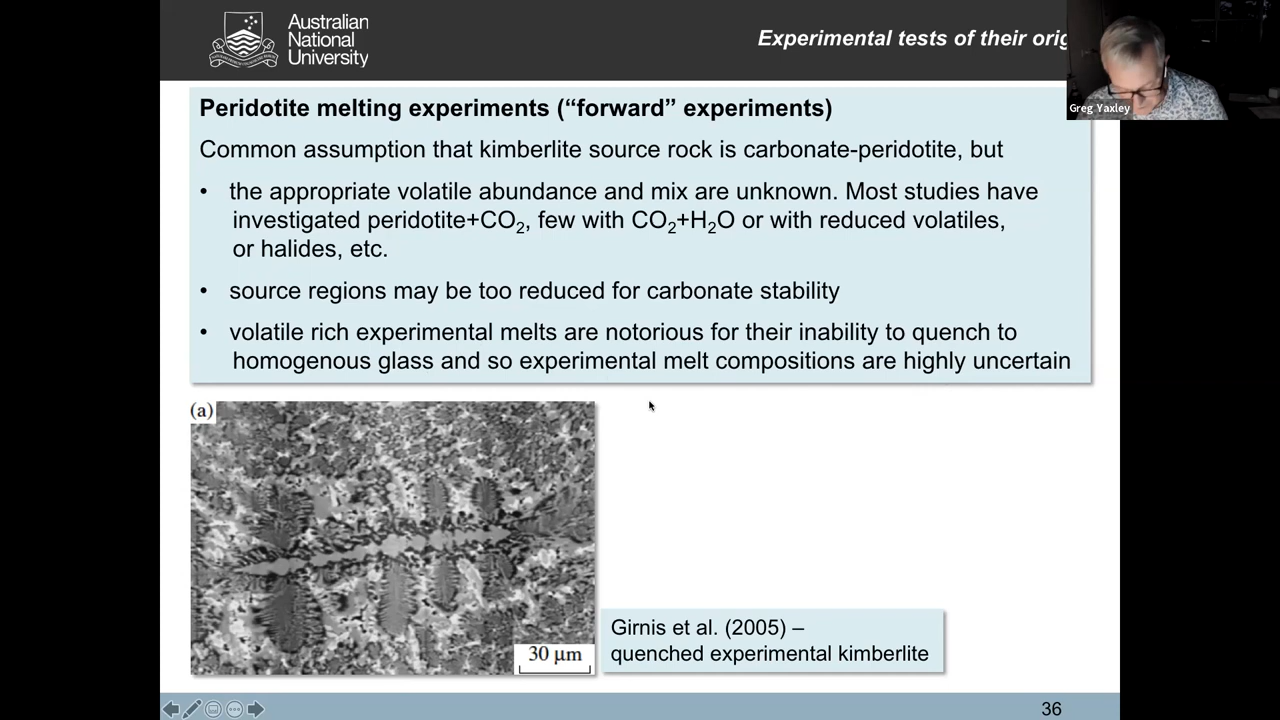 Australian
National
University
Experimental tests of their orig
Greg Yaxley
Peridotite melting experiments (“forward” experiments)
Common assumption that kimberlite source rock is carbonate-peridotite, but
• the appropriate volatile abundance and mix are unknown. Most studies have
investigated peridotite+CO₂, few with CO₂+H₂O or with reduced volatiles,
or halides, etc.
• source regions may be too reduced for carbonate stability
• volatile rich experimental melts are notorious for their inability to quench to
homogenous glass and so experimental melt compositions are highly uncertain
(a)
30 μm
Girnis et al. (2005) –
quenched experimental kimberlite
36